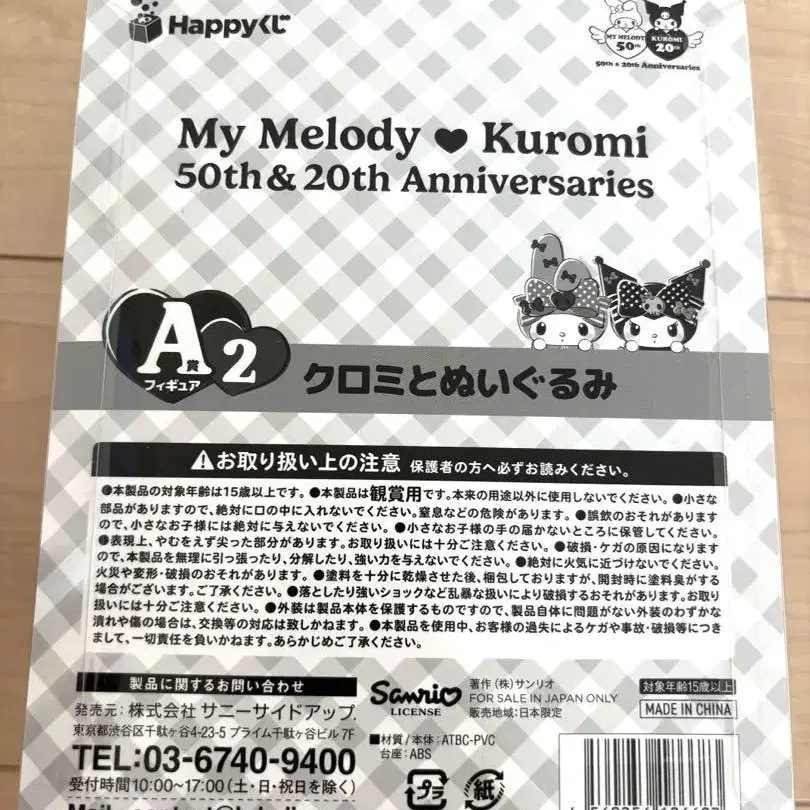 Happyくじ
MY MELODY KUROMI
50th 20th
50th & 20th Anniversaries
My Melody ♥ Kuromi
50th & 20th Anniversaries
A賞
フィギュア
2
クロミとぬいぐるみ
⚠お取り扱い上の注意 保護者の方へ必ずお読みください。
●本製品の対象年齢は15歳以上です。●本製品は観賞用です。本来の用途以外に使用しないでください。●小さな
部品がありますので、絶対に口の中に入れないでください。窒息などの危険があります。●誤飲のおそれがあります
ので、小さなお子様には絶対に与えないでください。●小さなお子様の手の届かないところに保管してください。
●表現上、やむをえず尖った部分があります。お取り扱いには十分ご注意ください。●破損・ケガの原因になります
ので、本製品を無理に引っ張ったり、分解したり、強い力を与えないでください。●絶対に火気に近づけないでください。
火災や変形・破損のおそれがあります。●塗料を十分に乾燥させた後、梱包しておりますが、開封時に塗料臭がする
場合がございます。ご了承ください。●落としたり強いショックなど乱暴な扱いにより破損するおそれがあります。お取り
扱いには十分ご注意ください。●外装は製品本体を保護するものですので、製品自体に問題がない外装のわずかな
潰れや傷の場合は、交換等の対応は致しかねます。●本製品を使用中、お客様の過失によるケガや事故・破損等につき
まして、一切責任を負いかねます。あらかじめご了承ください。
製品に関するお問い合わせ
発売元:株式会社 サニーサイドアップ
東京都渋谷区千駄ヶ谷4-23-5 プライム千駄ヶ谷ビル 7F
TEL:03-6740-9400
受付時間10:00~17:00(土・日・祝日を除く)
Sanrio
LICENSE
著作(株)サンリオ
FOR SALE IN JAPAN ONLY
販売地域:日本限定
■材質/本体:ATBC-PVC
台座:ABS
プラ
紙
対象年齢15歳以上
MADE IN CHINA